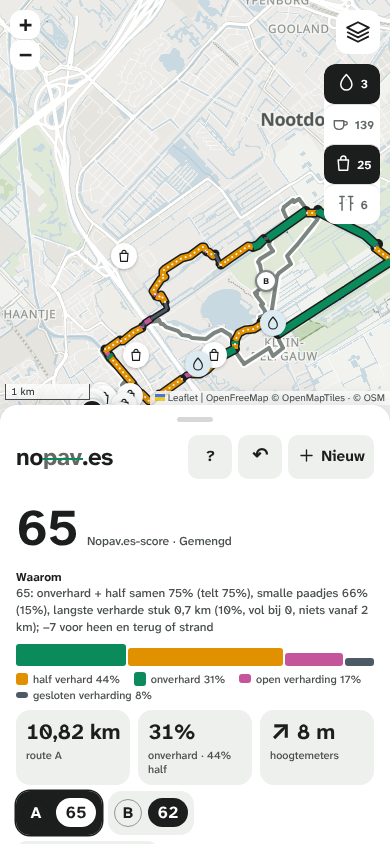 YPENBURG
GOOLAND
+
−
3
Nootdo
139
25
6
B
HAANTJE
KLEIN-
EL. GAUW
1 km
Leaflet | OpenFreeMap © OpenMapTiles · © OSM
nopav.es
?
↶
+ Nieuw
65 Nopav.es-score · Gemengd
Waarom
65: onverhard + half samen 75% (telt 75%), smalle paadjes 66%
(15%), langste verharde stuk 0,7 km (10%, vol bij 0, niets vanaf 2
km); −7 voor heen en terug of strand
half verhard 44% onverhard 31% open verharding 17%
gesloten verharding 8%
10,82 km
route A
31%
onverhard · 44%
half
8 m
hoogtemeters
A 65
B 62